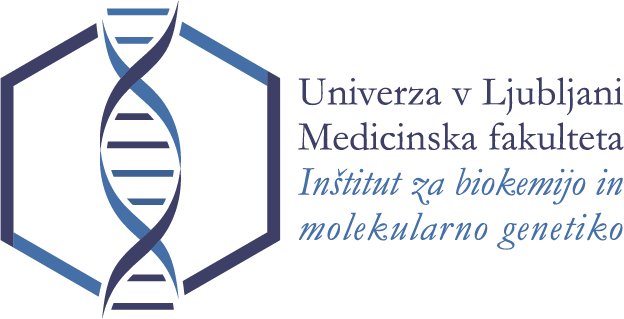 Univerza v Ljubljani
Medicinska fakulteta
Inštitut za biokemijo in
molekularno genetiko